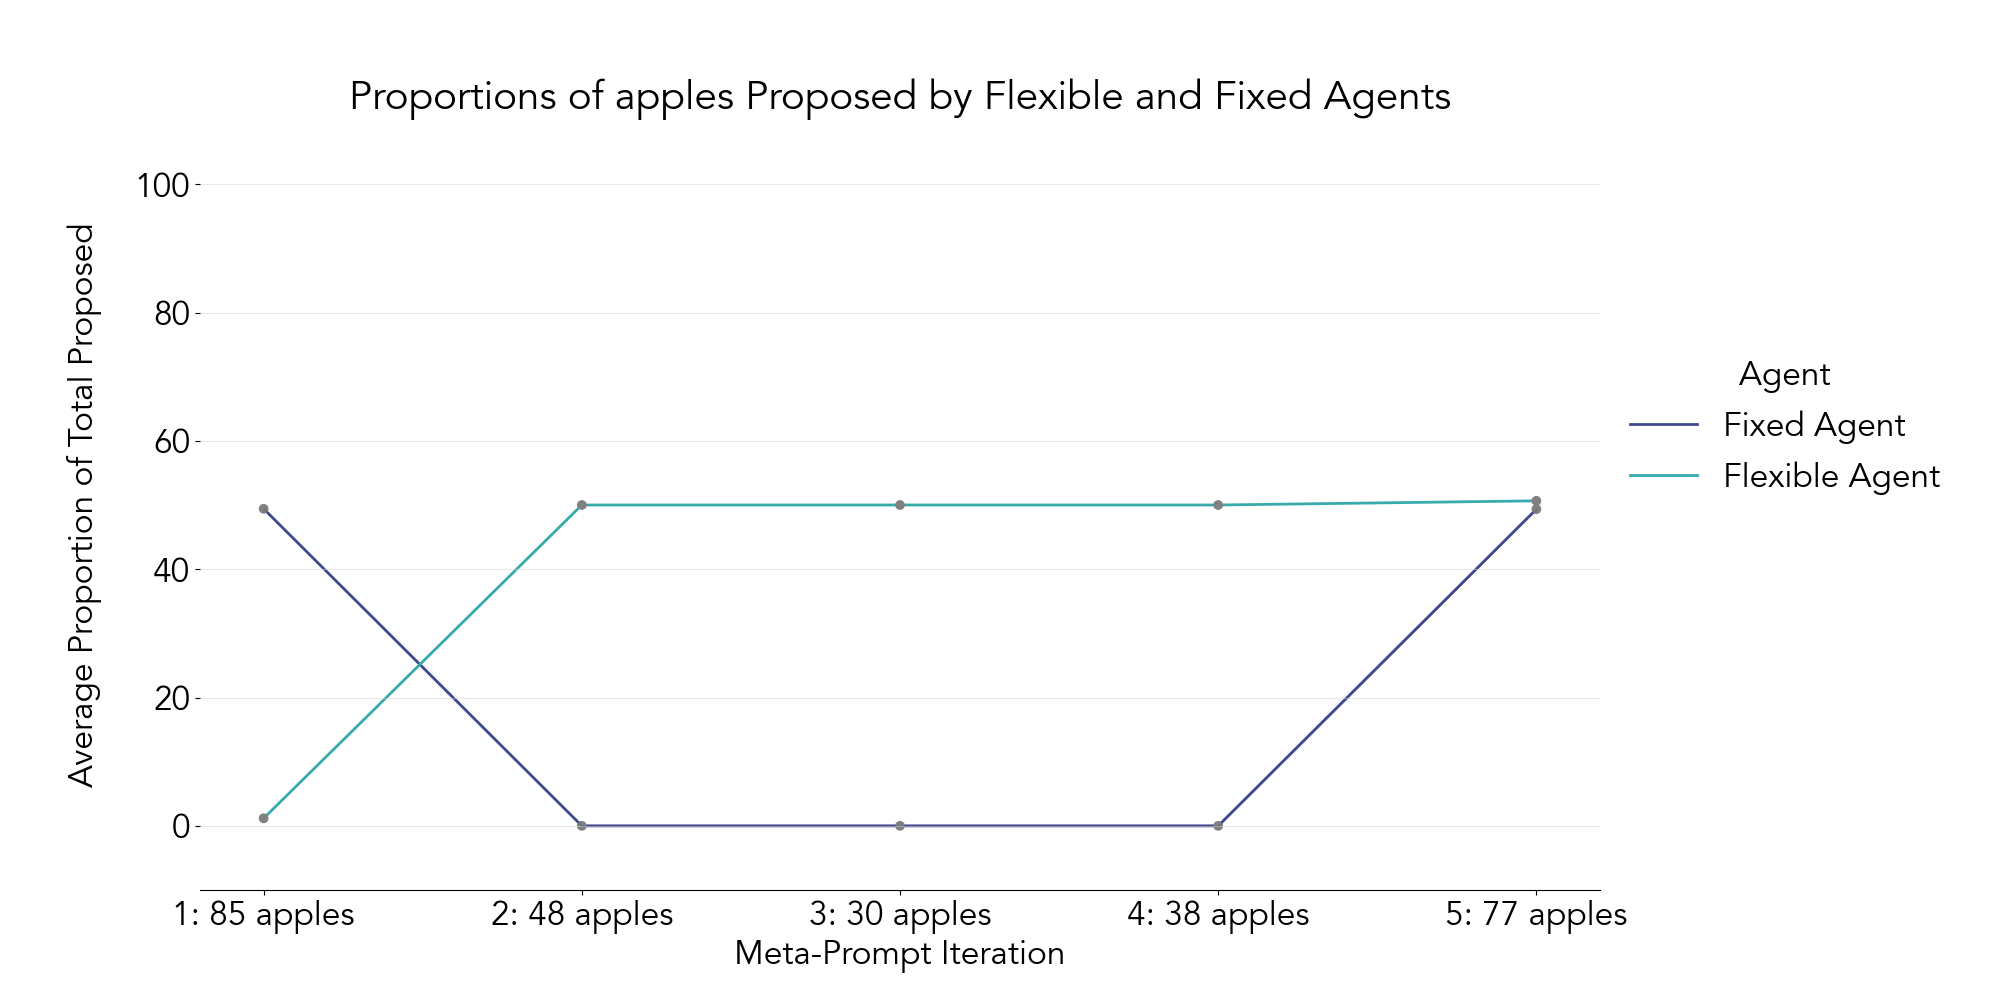 Proportions of apples Proposed by Flexible and Fixed Agents
Average Proportion of Total Proposed
100
80
60
40
20
0
1: 85 apples
2: 48 apples
3: 30 apples
4: 38 apples
5: 77 apples
Meta-Prompt Iteration
Agent
Fixed Agent
Flexible Agent